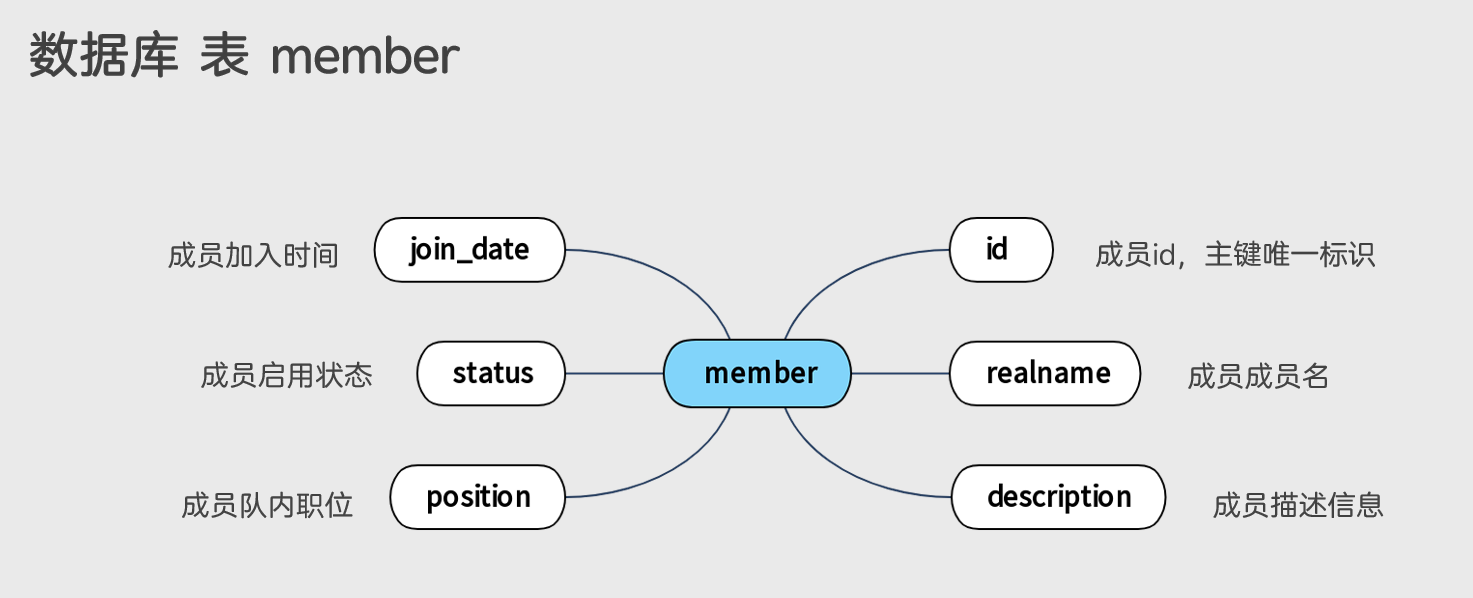 数据库 表 member
成员加入时间
join_date
id
成员id，主键唯一标识
成员启用状态
status
member
realname
成员成员名
成员队内职位
position
description
成员描述信息